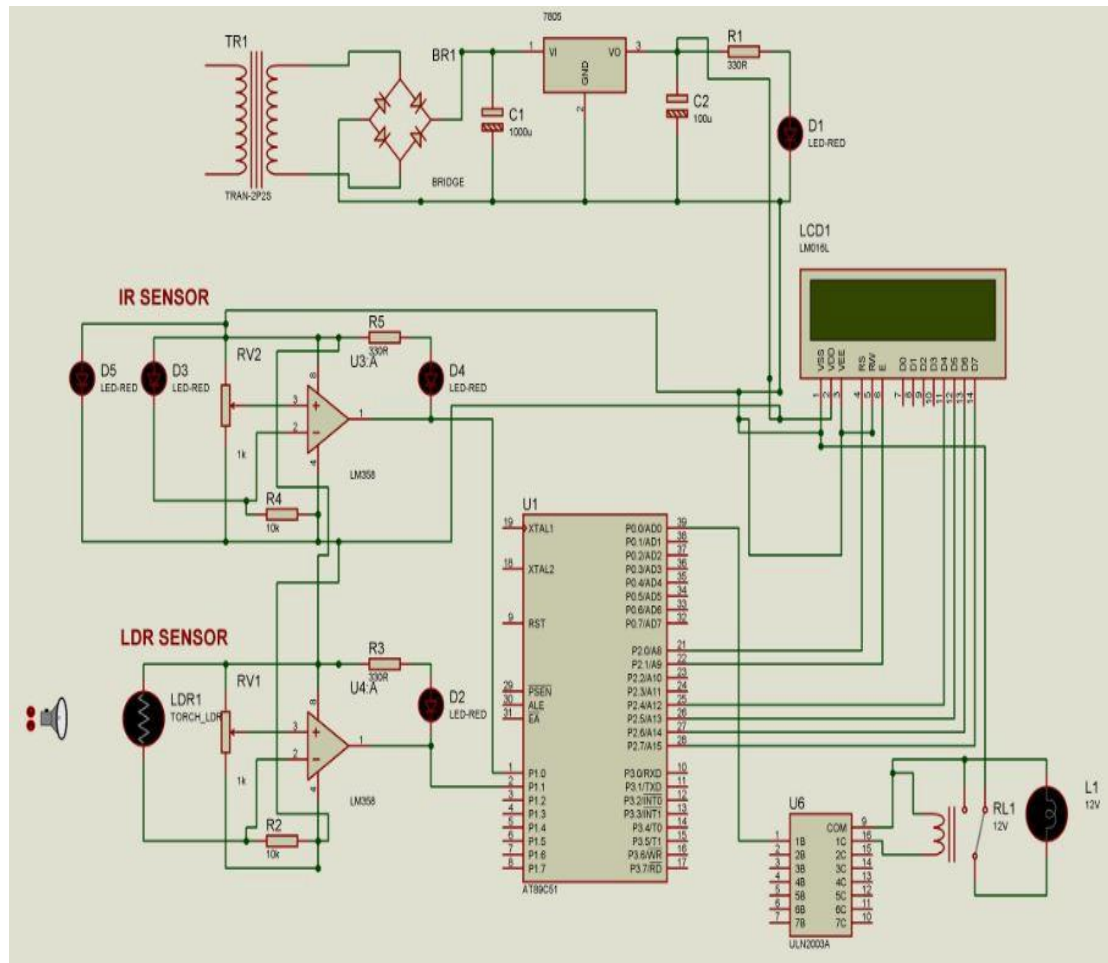 7805
TR1
TRAN-2P2S
BR1
BRIDGE
C1
1000u
1
VI
VO
3
GND
2
C2
100u
R1
330R
D1
LED-RED
LCD1
LM016L
VSS
VDD
VEE
RS
RW
E
D0
D1
D2
D3
D4
D5
D6
D7
1
2
3
4
5
6
7
8
9
10
11
12
13
14
IR SENSOR
D5
LED-RED
D3
LED-RED
RV2
1k
R5
330R
U3:A
D4
LED-RED
8
3
2
1
4
LM358
R4
10k
LDR SENSOR
LDR1
TORCH_LDR
RV1
1k
R3
330R
U4:A
D2
LED-RED
8
3
2
1
4
LM358
R2
10k
U1
19 XTAL1
18 XTAL2
9 RST
29 PSEN
30 ALE
31 EA
1 P1.0
2 P1.1
3 P1.2
4 P1.3
5 P1.4
6 P1.5
7 P1.6
8 P1.7
P0.0/AD0 39
P0.1/AD1 38
P0.2/AD2 37
P0.3/AD3 36
P0.4/AD4 35
P0.5/AD5 34
P0.6/AD6 33
P0.7/AD7 32
P2.0/A8 21
P2.1/A9 22
P2.2/A10 23
P2.3/A11 24
P2.4/A12 25
P2.5/A13 26
P2.6/A14 27
P2.7/A15 28
P3.0/RXD 10
P3.1/TXD 11
P3.2/INT0 12
P3.3/INT1 13
P3.4/T0 14
P3.5/T1 15
P3.6/WR 16
P3.7/RD 17
AT89C51
U6
COM 9
1 1B 1C 16
2 2B 2C 15
3 3B 3C 14
4 4B 4C 13
5 5B 5C 12
6 6B 6C 11
7 7B 7C 10
ULN2003A
RL1
12V
L1
12V